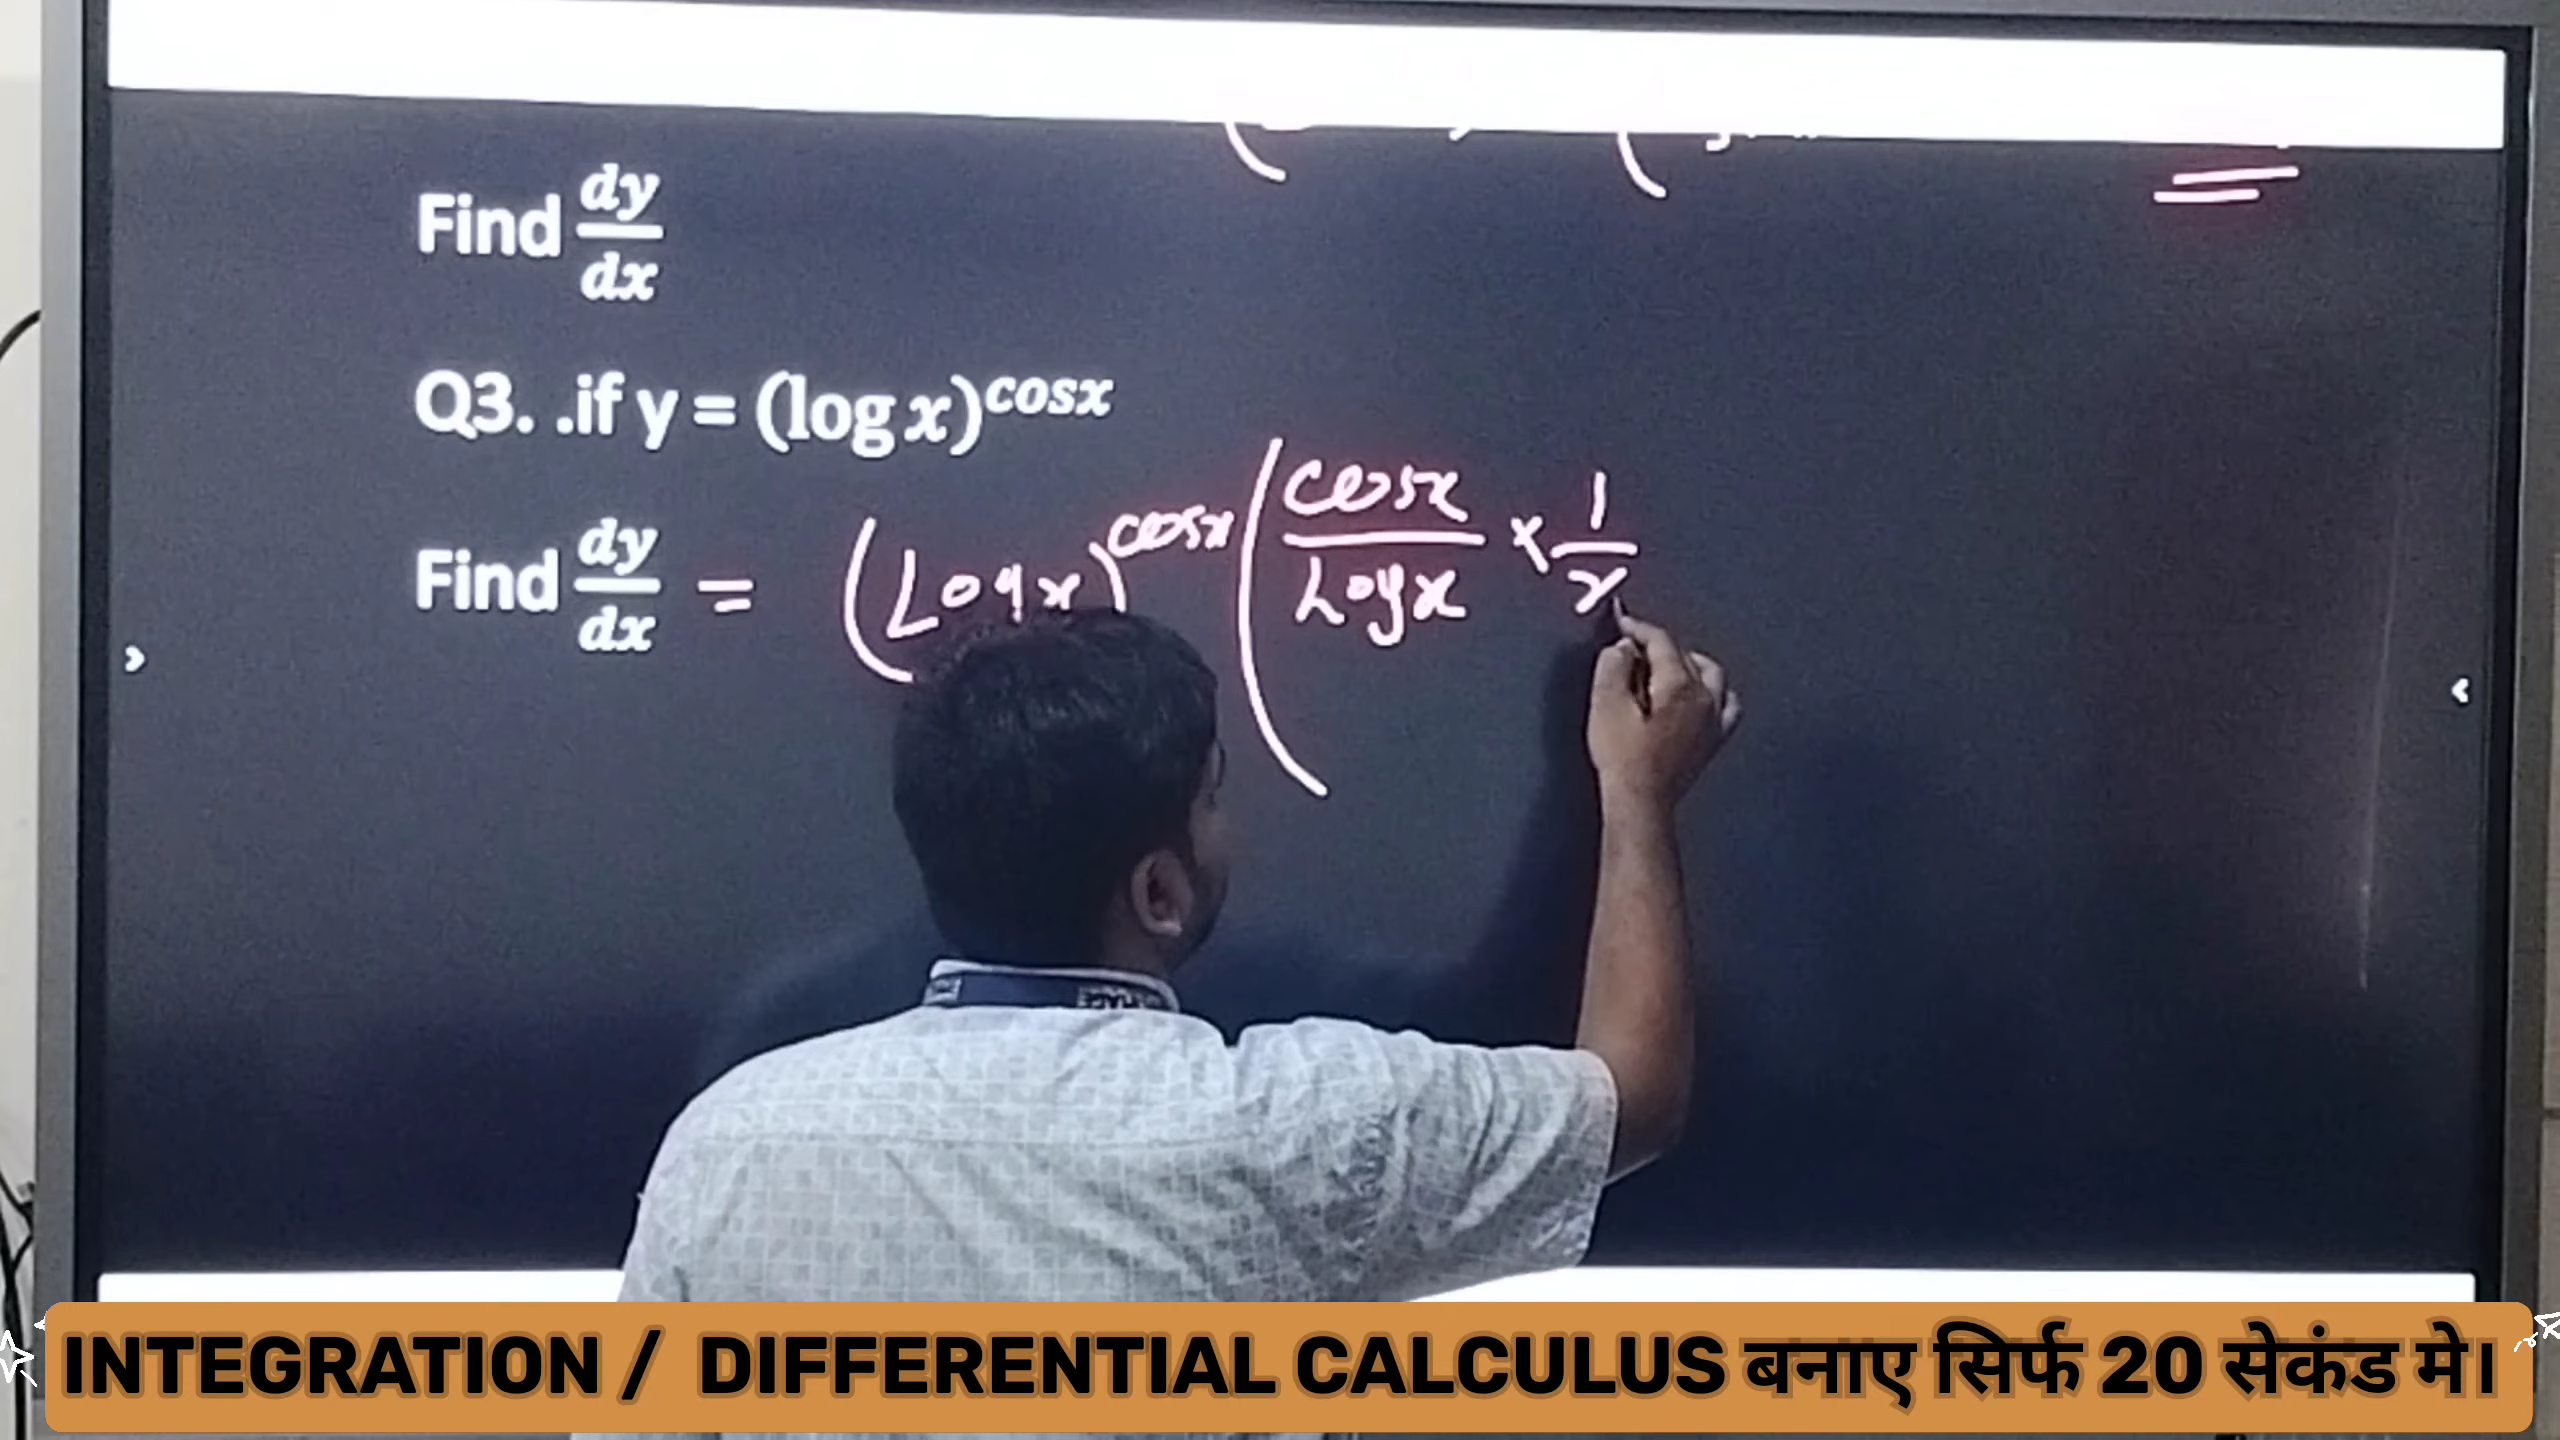 Find dy/dx
Q3. .if y = (log x)^cosx
Find dy/dx = (Logx)^cosx (cosx/Logx × 1/x
INTEGRATION / DIFFERENTIAL CALCULUS बनाए सिर्फ 20 सेकंड मे।